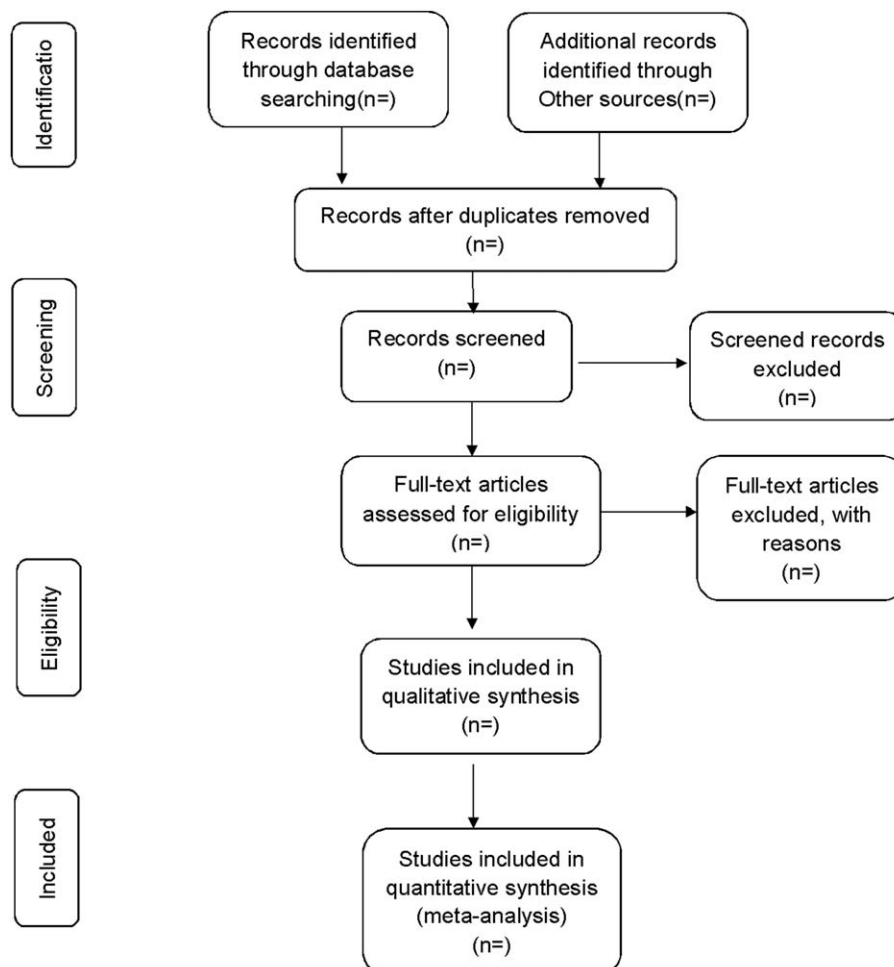 Identificatio
Records identified
through database
searching(n=)
Additional records
identified through
Other sources(n=)
Records after duplicates removed
(n=)
Screening
Records screened
(n=)
Screened records
excluded
(n=)
Full-text articles
assessed for eligibility
(n=)
Full-text articles
excluded, with
reasons
(n=)
Eligibility
Studies included in
qualitative synthesis
(n=)
Included
Studies included in
quantitative synthesis
(meta-analysis)
(n=)